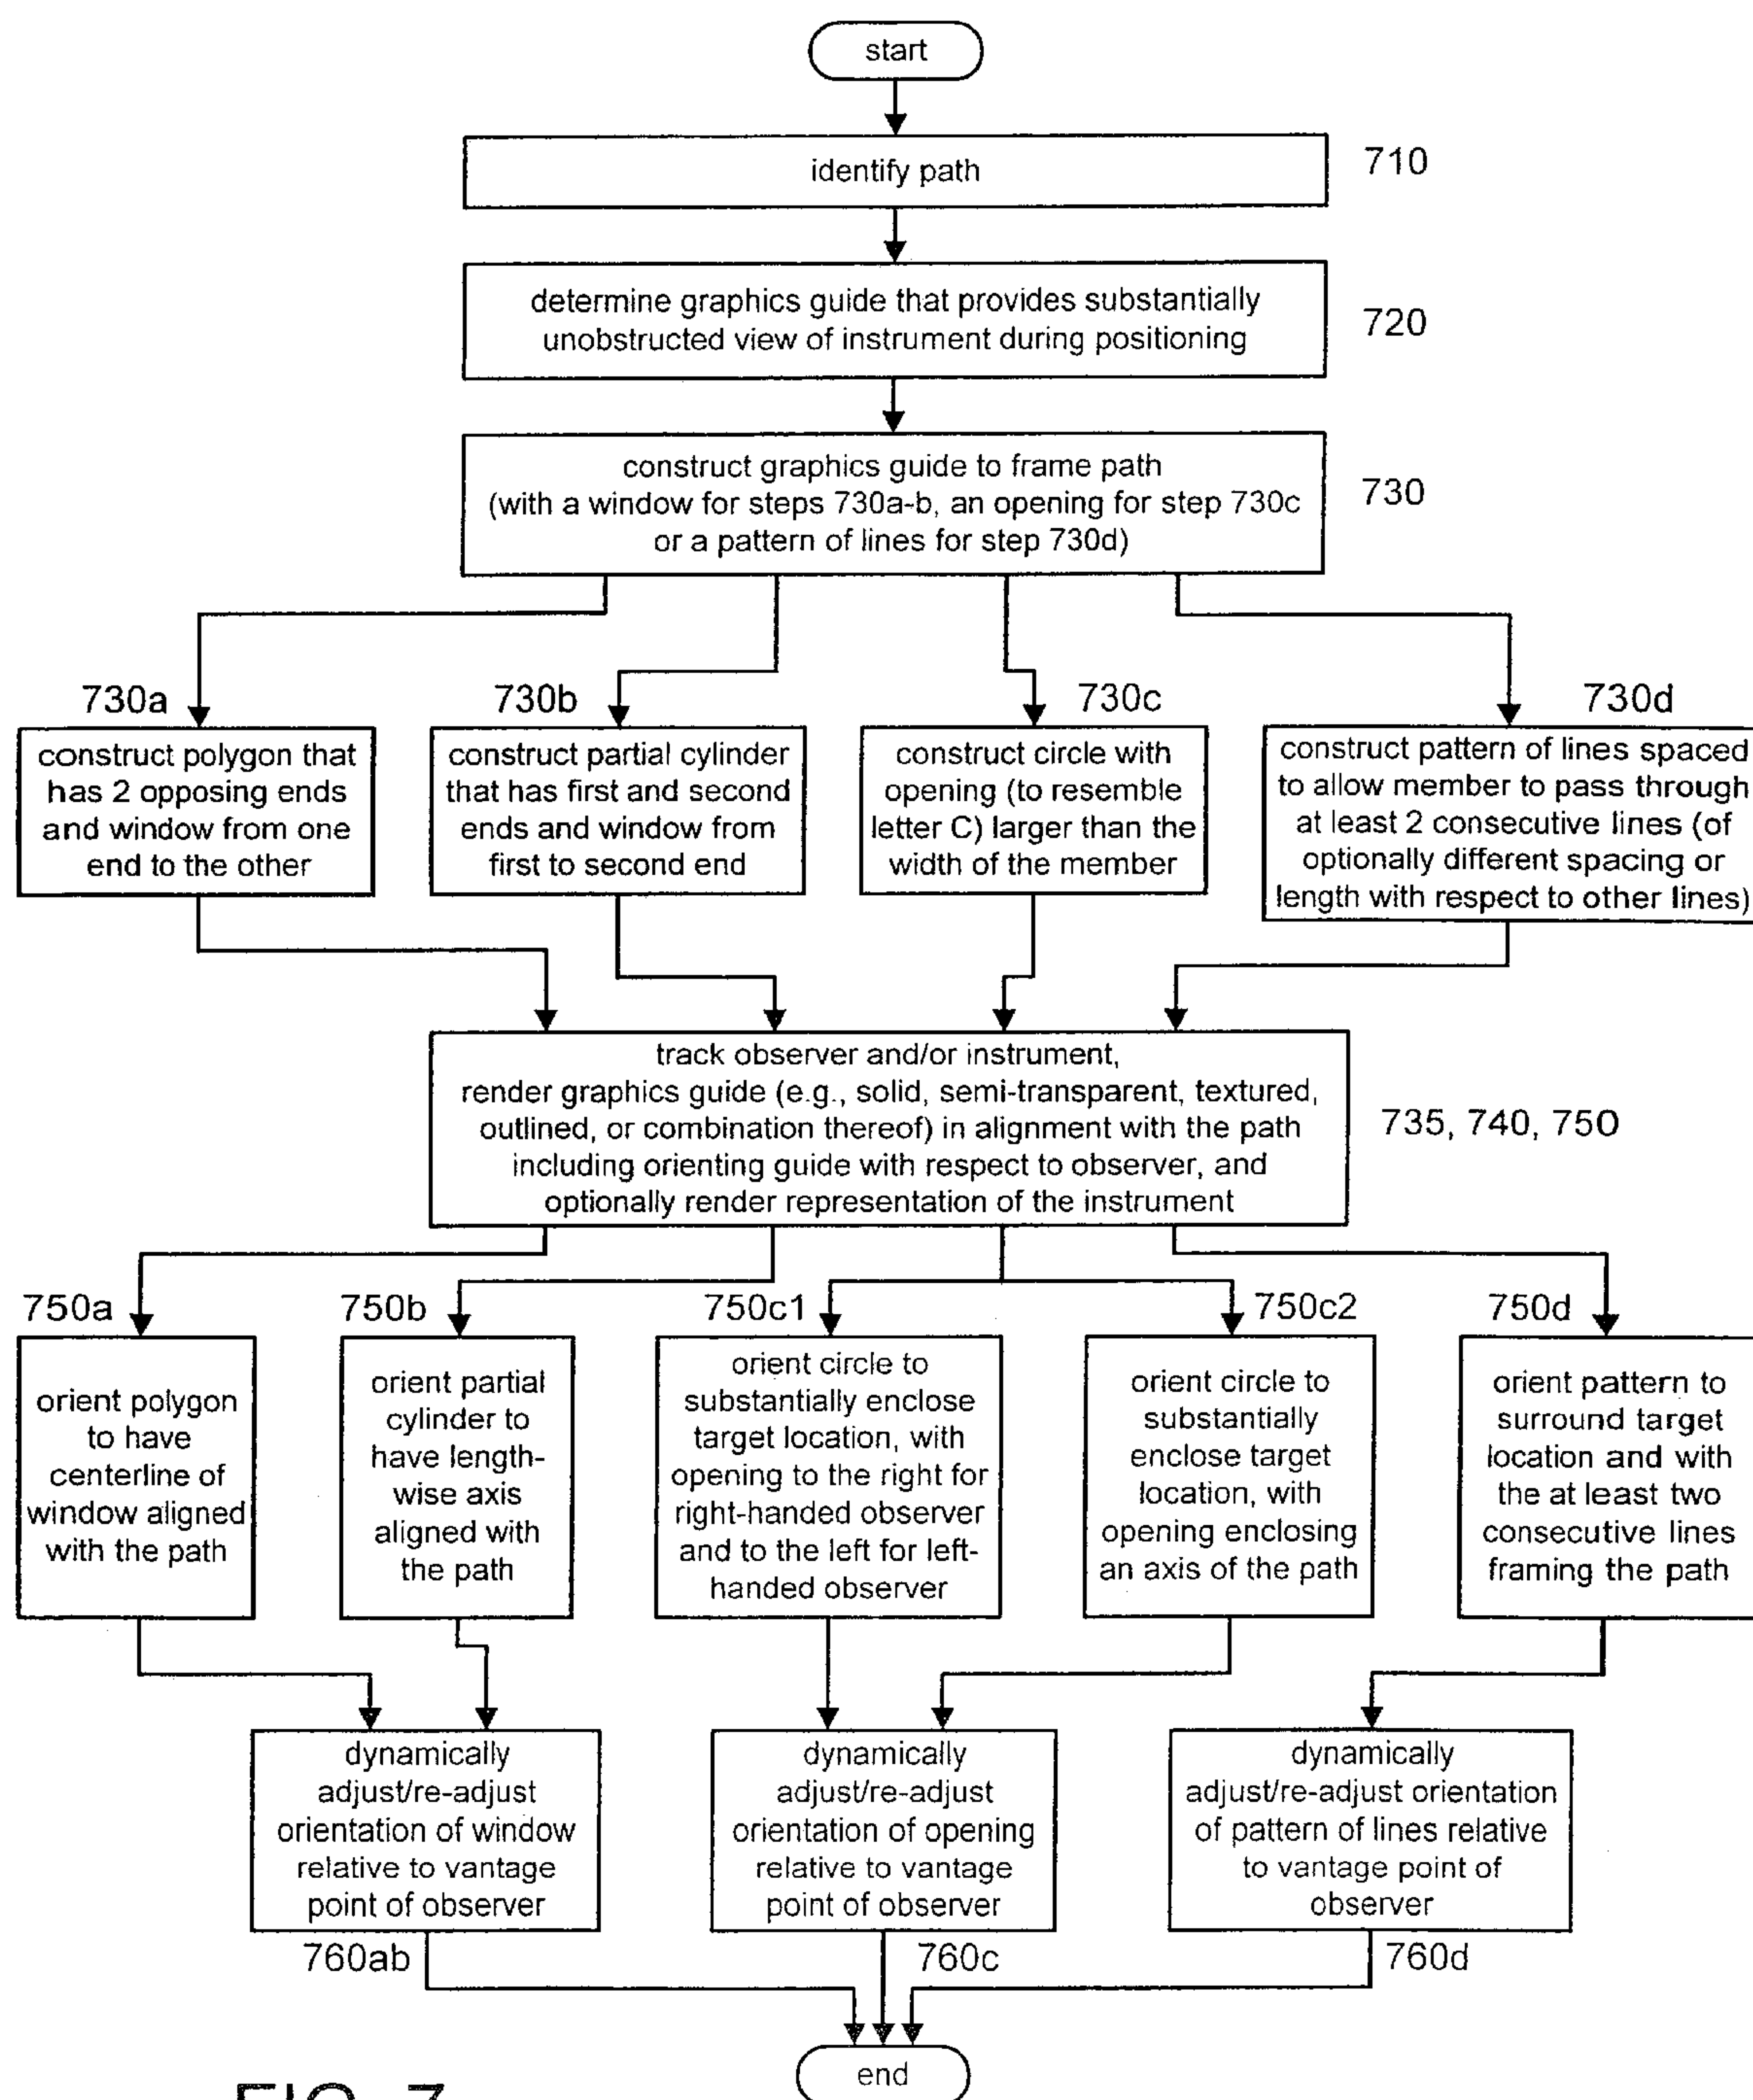 start
identify path
710
determine graphics guide that provides substantially
unobstructed view of instrument during positioning
720
construct graphics guide to frame path
(with a window for steps 730a-b, an opening for step 730c
or a pattern of lines for step 730d)
730
730a
construct polygon that
has 2 opposing ends
and window from one
end to the other
730b
construct partial cylinder
that has first and second
ends and window from
first to second end
730c
construct circle with
opening (to resemble
letter C) larger than the
width of the member
730d
construct pattern of lines spaced
to allow member to pass through
at least 2 consecutive lines (of
optionally different spacing or
length with respect to other lines)
track observer and/or instrument,
render graphics guide (e.g., solid, semi-transparent, textured,
outlined, or combination thereof) in alignment with the path
including orienting guide with respect to observer, and
optionally render representation of the instrument
735, 740, 750
750a
orient polygon
to have
centerline of
window aligned
with the path
750b
orient partial
cylinder to
have length-
wise axis
aligned with
the path
750c1
orient circle to
substantially enclose
target location, with
opening to the right for
right-handed observer
and to the left for left-
handed observer
750c2
orient circle to
substantially
enclose target
location, with
opening enclosing
an axis of the path
750d
orient pattern to
surround target
location and with
the at least two
consecutive lines
framing the path
dynamically
adjust/re-adjust
orientation of window
relative to vantage
point of observer
760ab
dynamically
adjust/re-adjust
orientation of opening
relative to vantage
point of observer
760c
dynamically
adjust/re-adjust orientation
of pattern of lines relative
to vantage point of
observer
760d
end
FIG. 7